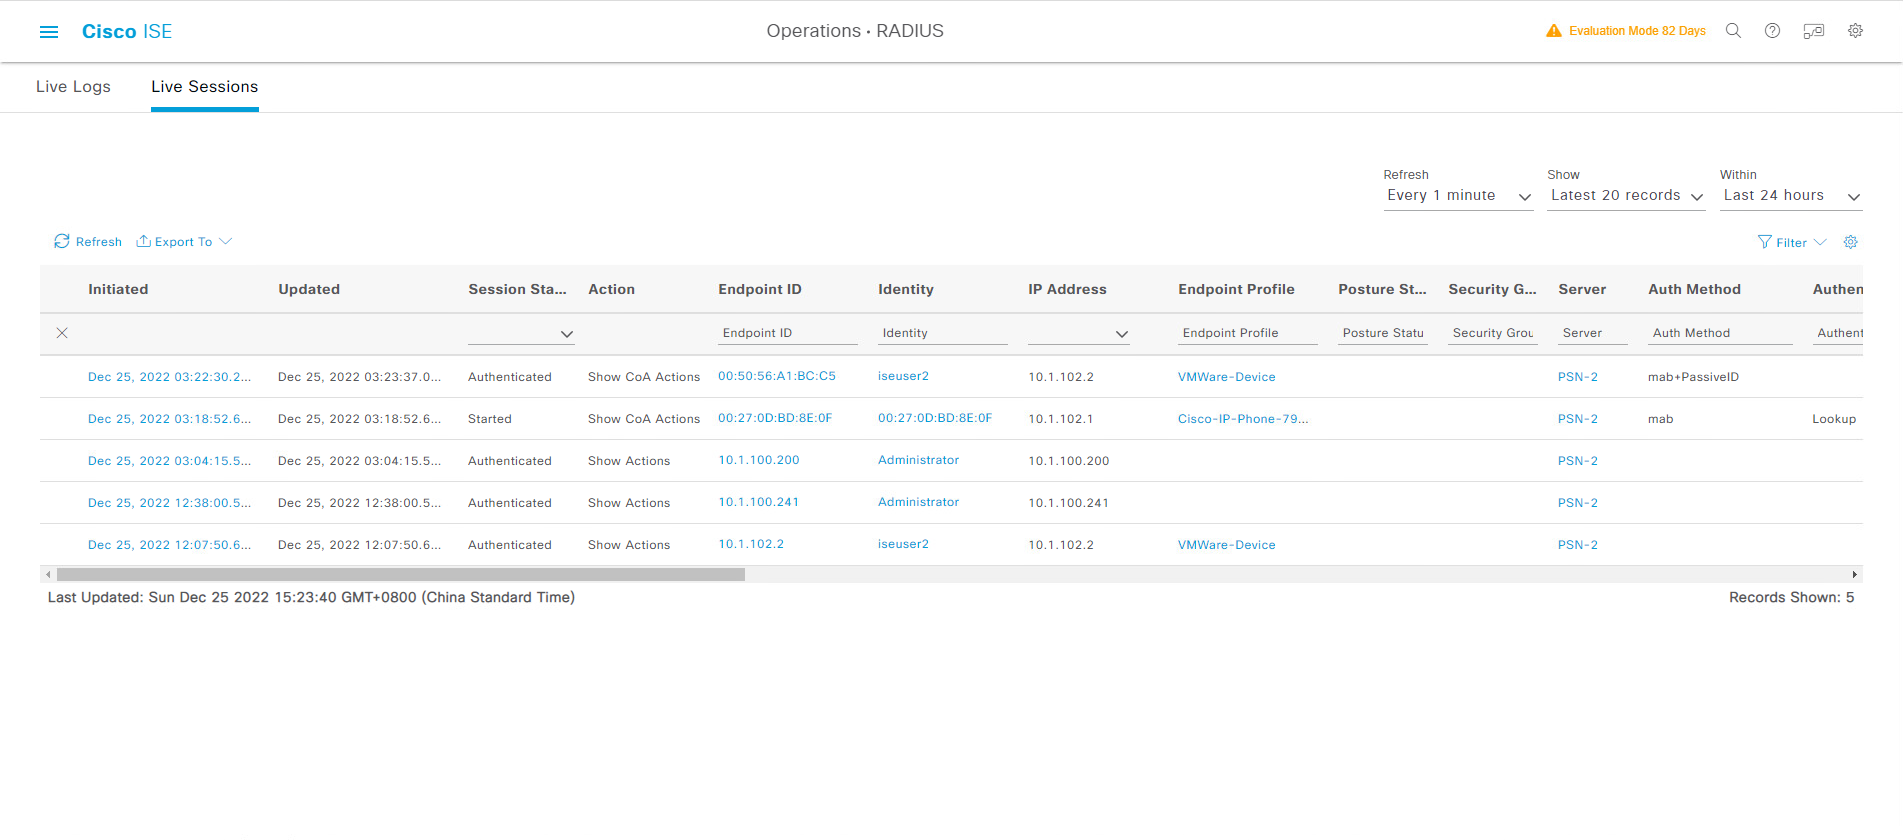 Cisco ISE Operations · RADIUS Evaluation Mode 82 Days
Live Logs Live Sessions
Refresh Show Within
Every 1 minute Latest 20 records Last 24 hours
Refresh Export To Filter
Initiated Updated Session Sta... Action Endpoint ID Identity IP Address Endpoint Profile Posture St... Security G... Server Auth Method Authen
Endpoint ID Identity Endpoint Profile Posture Statu Security Grou Server Auth Method Authent
Dec 25, 2022 03:22:30.2... Dec 25, 2022 03:23:37.0... Authenticated Show CoA Actions 00:50:56:A1:BC:C5 iseuser2 10.1.102.2 VMWare-Device PSN-2 mab+PassiveID
Dec 25, 2022 03:18:52.6... Dec 25, 2022 03:18:52.6... Started Show CoA Actions 00:27:0D:BD:8E:0F 00:27:0D:BD:8E:0F 10.1.102.1 Cisco-IP-Phone-79... PSN-2 mab Lookup
Dec 25, 2022 03:04:15.5... Dec 25, 2022 03:04:15.5... Authenticated Show Actions 10.1.100.200 Administrator 10.1.100.200 PSN-2
Dec 25, 2022 12:38:00.5... Dec 25, 2022 12:38:00.5... Authenticated Show Actions 10.1.100.241 Administrator 10.1.100.241 PSN-2
Dec 25, 2022 12:07:50.6... Dec 25, 2022 12:07:50.6... Authenticated Show Actions 10.1.102.2 iseuser2 10.1.102.2 VMWare-Device PSN-2
Last Updated: Sun Dec 25 2022 15:23:40 GMT+0800 (China Standard Time) Records Shown: 5